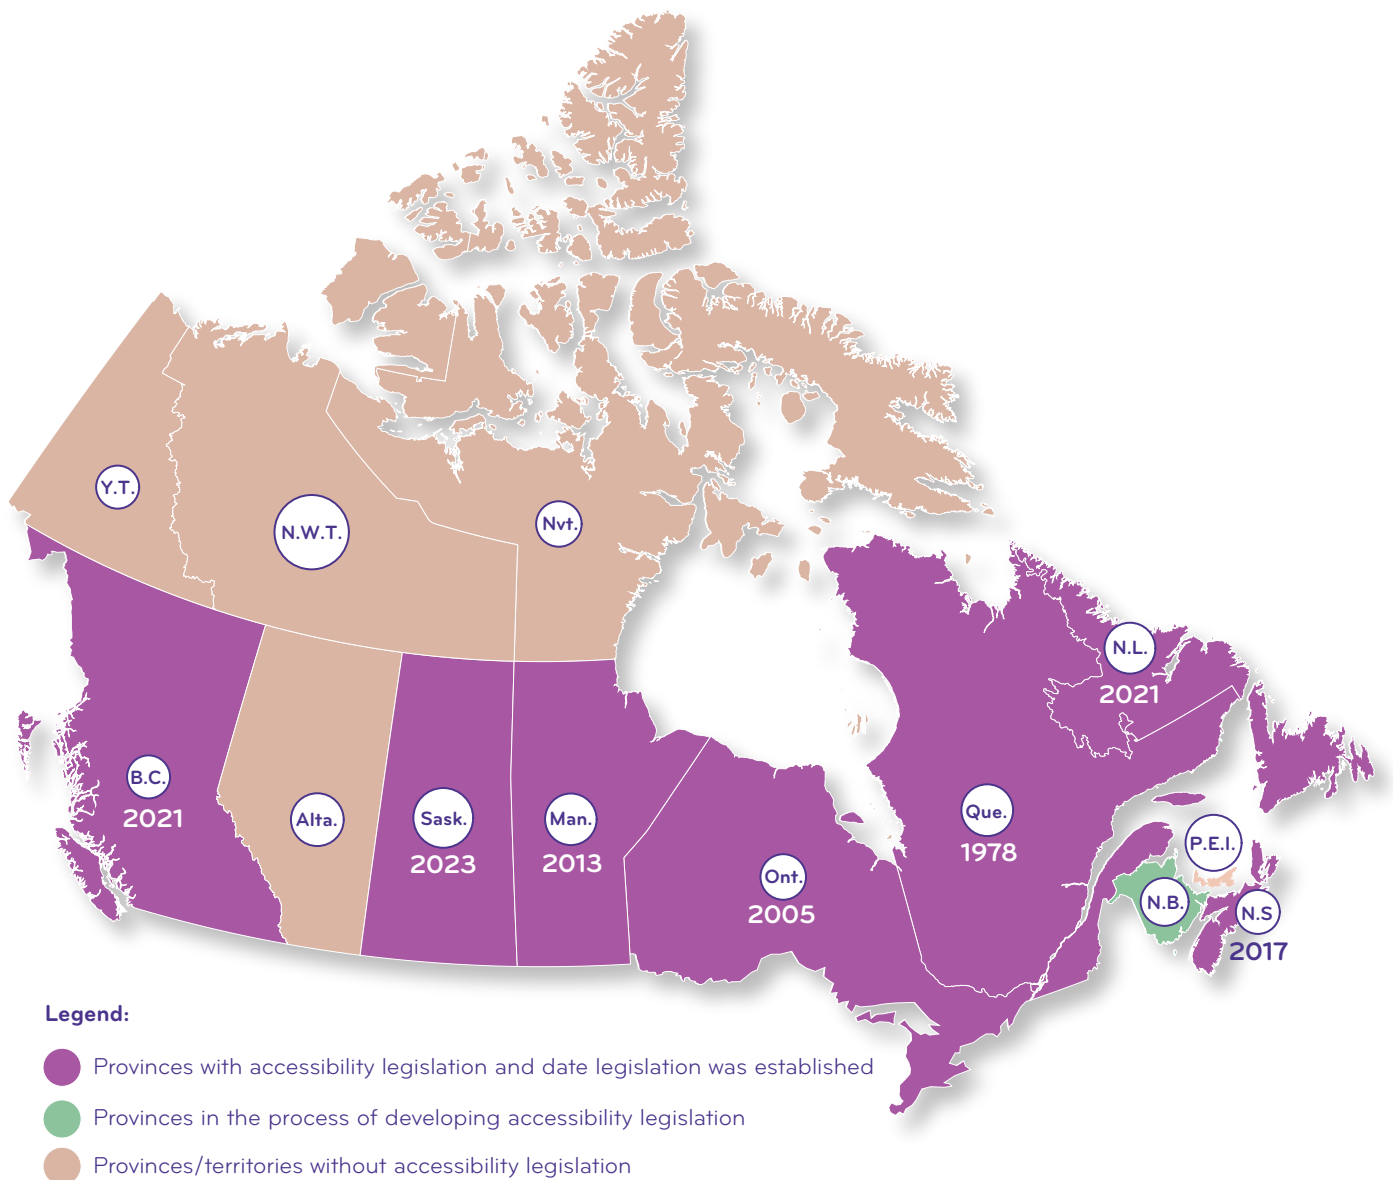 Y.T.
N.W.T.
Nvt.
N.L.
2021
B.C.
2021
Alta.
Sask.
2023
Man.
2013
Ont.
2005
Que.
1978
P.E.I.
N.B.
N.S
2017
Legend:
Provinces with accessibility legislation and date legislation was established
Provinces in the process of developing accessibility legislation
Provinces/territories without accessibility legislation